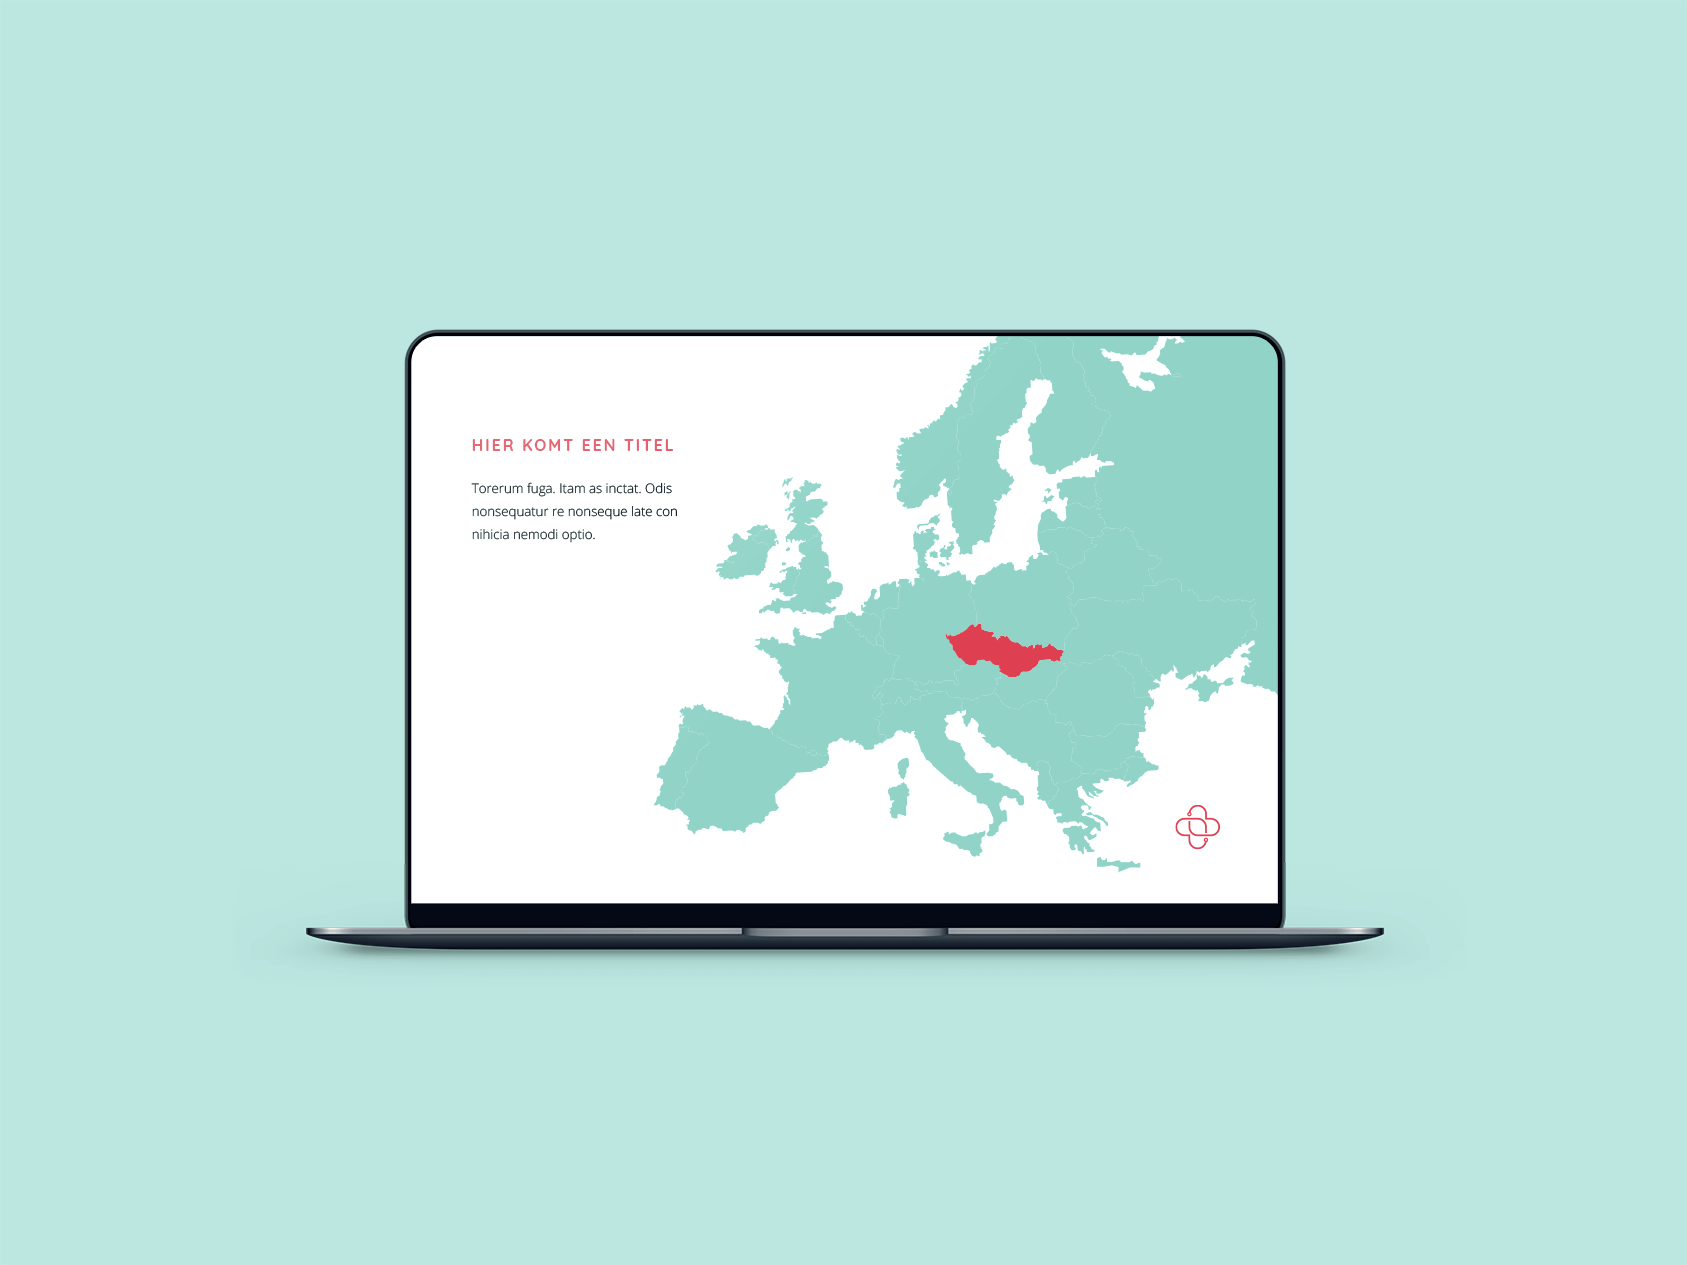 HIER KOMT EEN TITEL
Torerum fuga. Itam as inctat. Odis
nonsequatur re nonseque late con
nihicia nemodi optio.